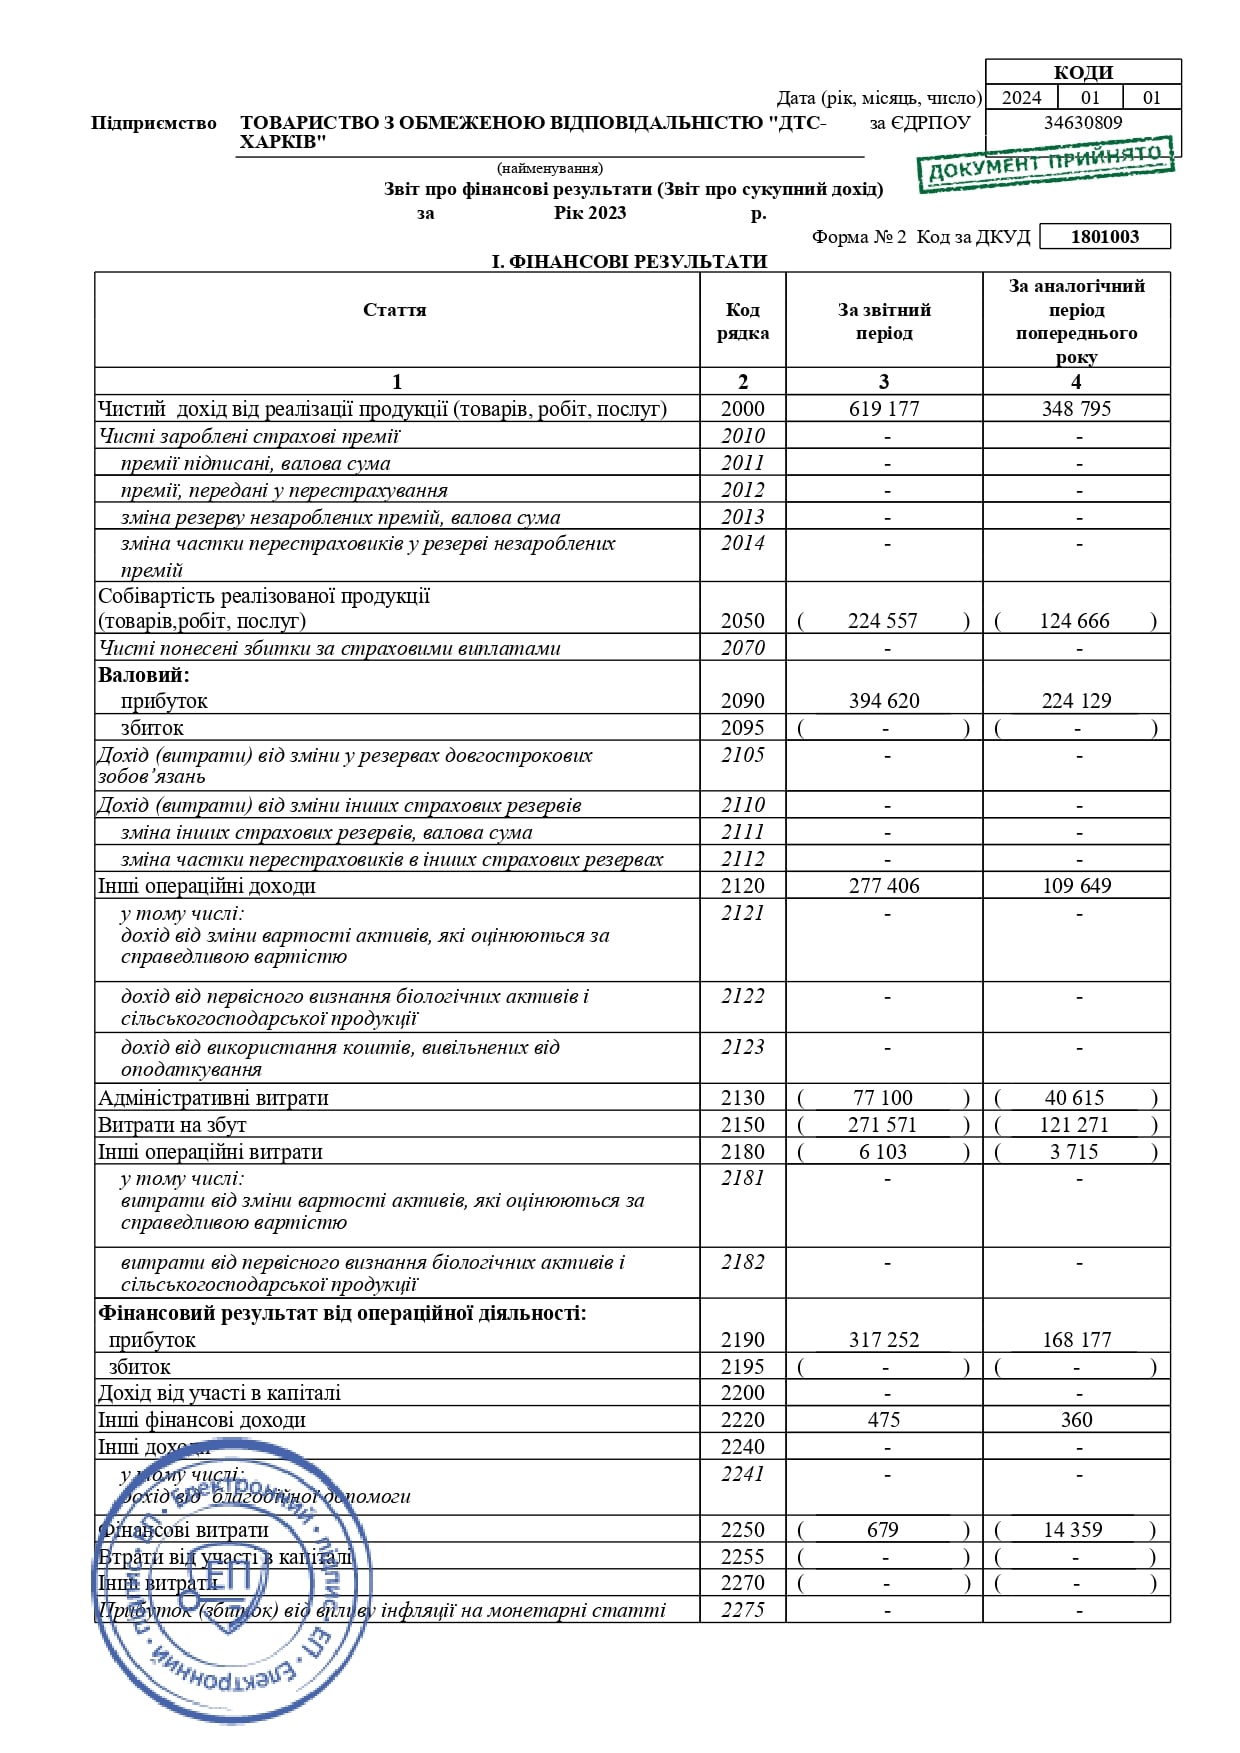 КОДИ
Дата (рік, місяць, число) 2024 01 01
Підприємство ТОВАРИСТВО З ОБМЕЖЕНОЮ ВІДПОВІДАЛЬНІСТЮ "ДТС- за ЄДРПОУ 34630809
ХАРКІВ"
ДОКУМЕНТ ПРИЙНЯТО
(найменування)
Звіт про фінансові результати (Звіт про сукупний дохід)
за Рік 2023 р.
Форма № 2 Код за ДКУД 1801003
І. ФІНАНСОВІ РЕЗУЛЬТАТИ
За аналогічний
Стаття Код За звітний період
рядка період попереднього
року
1 2 3 4
Чистий дохід від реалізації продукції (товарів, робіт, послуг) 2000 619 177 348 795
Чисті зароблені страхові премії 2010 - -
премії підписані, валова сума 2011 - -
премії, передані у перестрахування 2012 - -
зміна резерву незароблених премій, валова сума 2013 - -
зміна частки перестраховиків у резерві незароблених 2014 - -
премій
Собівартість реалізованої продукції
(товарів,робіт, послуг) 2050 ( 224 557 ) ( 124 666 )
Чисті понесені збитки за страховими виплатами 2070 - -
Валовий:
прибуток 2090 394 620 224 129
збиток 2095 ( - ) ( - )
Дохід (витрати) від зміни у резервах довгострокових 2105 - -
зобов’язань
Дохід (витрати) від зміни інших страхових резервів 2110 - -
зміна інших страхових резервів, валова сума 2111 - -
зміна частки перестраховиків в інших страхових резервах 2112 - -
Інші операційні доходи 2120 277 406 109 649
у тому числі: 2121 - -
дохід від зміни вартості активів, які оцінюються за
справедливою вартістю
дохід від первісного визнання біологічних активів і 2122 - -
сільськогосподарської продукції
дохід від використання коштів, вивільнених від 2123 - -
оподаткування
Адміністративні витрати 2130 ( 77 100 ) ( 40 615 )
Витрати на збут 2150 ( 271 571 ) ( 121 271 )
Інші операційні витрати 2180 ( 6 103 ) ( 3 715 )
у тому числі: 2181 - -
витрати від зміни вартості активів, які оцінюються за
справедливою вартістю
витрати від первісного визнання біологічних активів і 2182 - -
сільськогосподарської продукції
Фінансовий результат від операційної діяльності:
прибуток 2190 317 252 168 177
збиток 2195 ( - ) ( - )
Дохід від участі в капіталі 2200 - -
Інші фінансові доходи 2220 475 360
Інші доходи 2240 - -
у тому числі: 2241 - -
дохід від благодійної допомоги
Фінансові витрати 2250 ( 679 ) ( 14 359 )
Втрати від участі в капіталі 2255 ( - ) ( - )
Інші витрати 2270 ( - ) ( - )
Прибуток (збиток) від впливу інфляції на монетарні статті 2275 - -
ЕП • Електронний • підпис • ЕП • Електронний • підпис •
ЕП